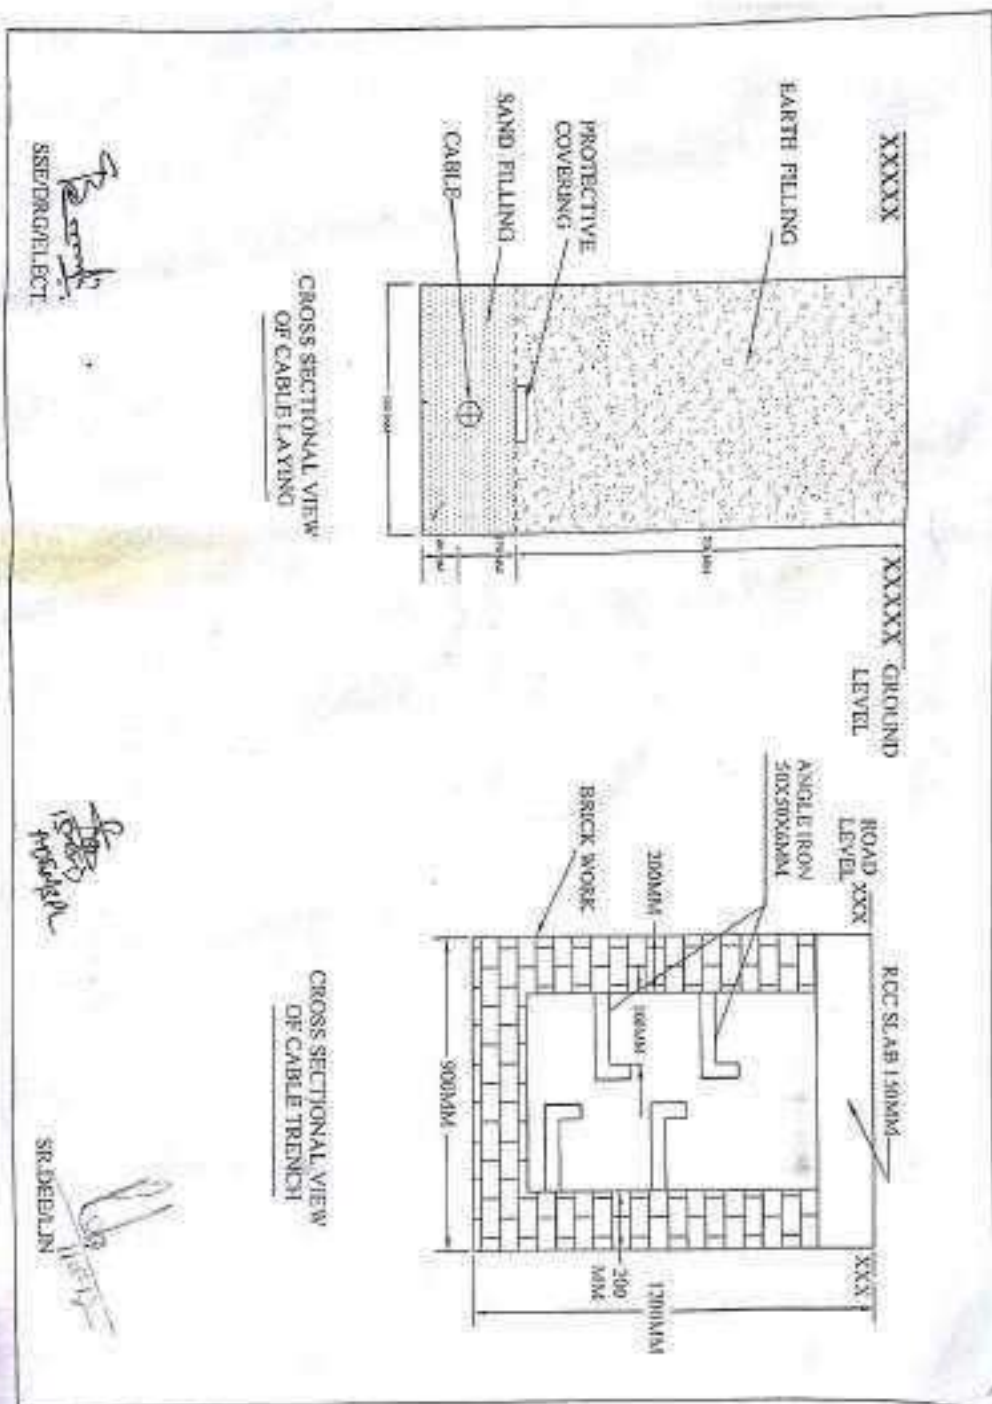 XXXXX
XXXXX GROUND
LEVEL
EARTH FILLING
PROTECTIVE
COVERING
SAND FILLING
CABLE
CROSS SECTIONAL VIEW
OF CABLE LAYING
SSE/DRG/ELECT
ROAD
LEVEL XXX
RCC SLAB 150MM
XXX
ANGLE IRON
50X50X6MM
200MM
BRICK WORK
200
MM
1200MM
900MM
CROSS SECTIONAL VIEW
OF CABLE TRENCH
SR.DEE/LJN